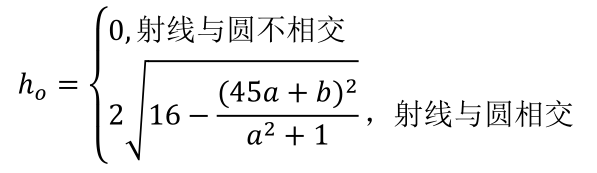 h_o = { 0, 射线与圆不相交
2√(16 − (45a + b)² / (a² + 1)) ，射线与圆相交